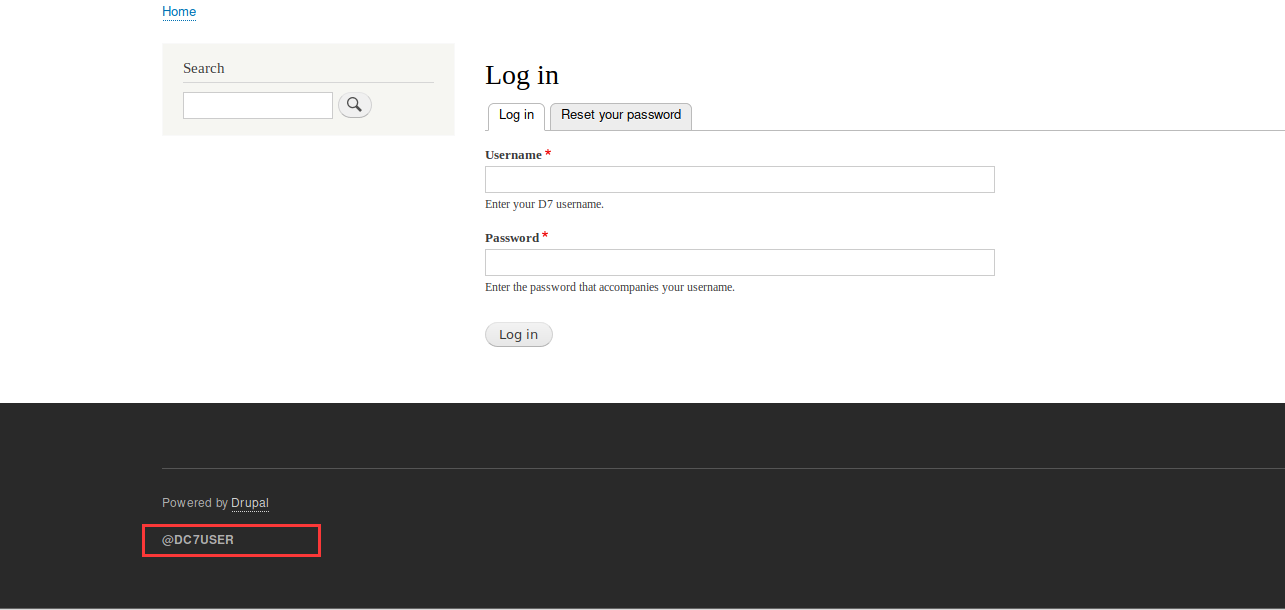 Home
Search
Log in
Log in
Reset your password
Username *
Enter your D7 username.
Password *
Enter the password that accompanies your username.
Log in
Powered by Drupal
@DC7USER